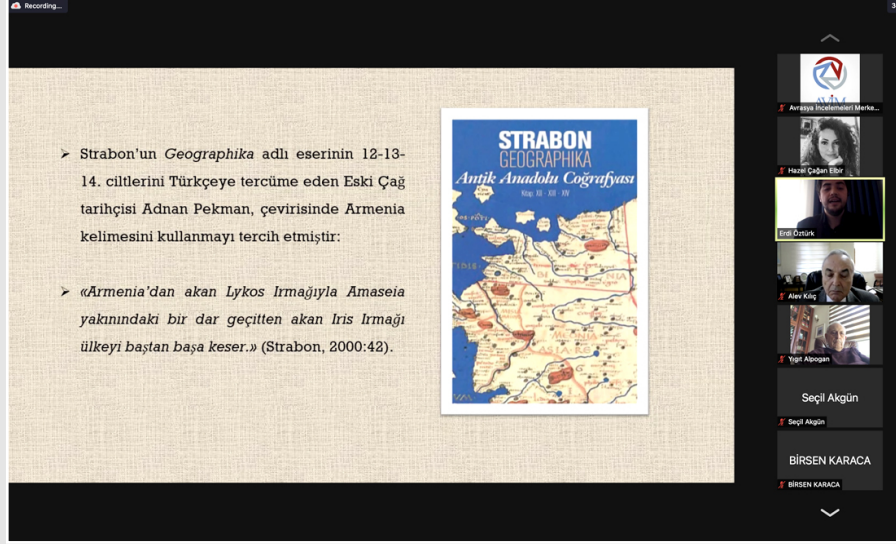 Recording...
3
➤ Strabon’un Geographika adlı eserinin 12-13-
14. ciltlerini Türkçeye tercüme eden Eski Çağ
tarihçisi Adnan Pekman, çevirisinde Armenia
kelimesini kullanmayı tercih etmiştir:
➤ «Armenia’dan akan Lykos Irmağıyla Amaseia
yakınındaki bir dar geçitten akan Iris Irmağı
ülkeyi baştan başa keser.» (Strabon, 2000:42).
STRABON
GEOGRAPHIKA
Antik Anadolu Coğrafyası
Kitap: XII - XIII - XIV
AVİM
Avrasya İncelemeleri Merke...
Hazel Çağan Elbir
Erdi Öztürk
Alev Kılıç
Yigit Alpogan
Seçil Akgün
Seçil Akgün
BİRSEN KARACA
BİRSEN KARACA